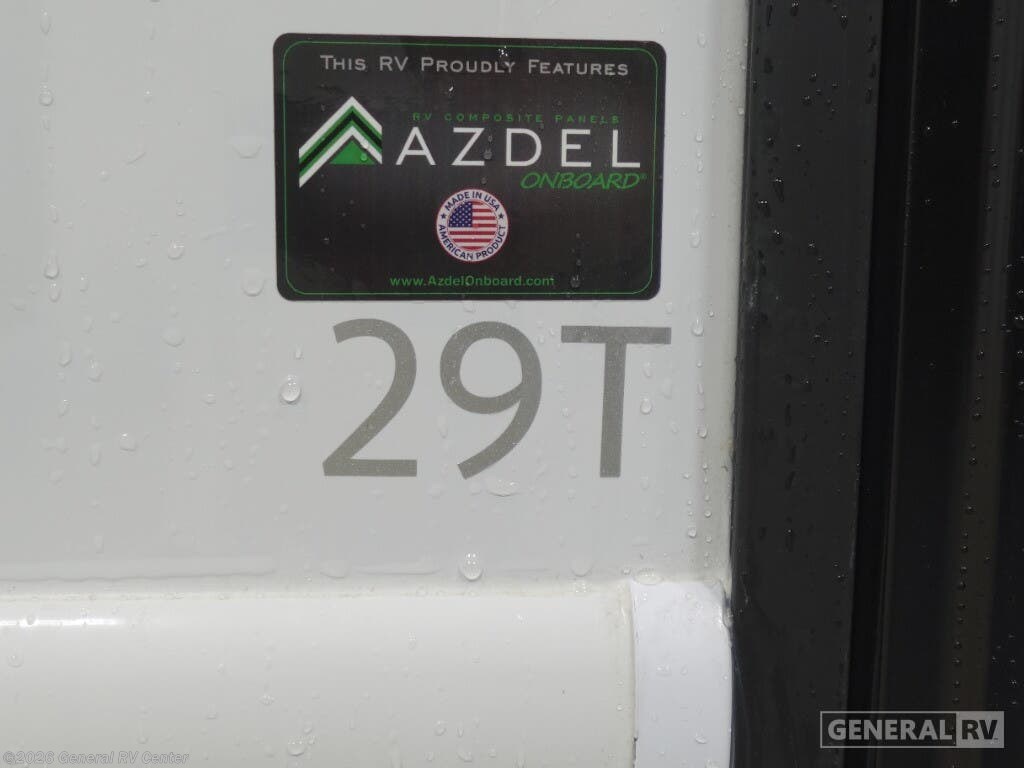 This RV Proudly Features
RV COMPOSITE PANELS
AZDEL
ONBOARD®
MADE IN USA
AMERICAN PRODUCT
www.AzdelOnboard.com
29T
GENERAL RV
©2026 General RV Center